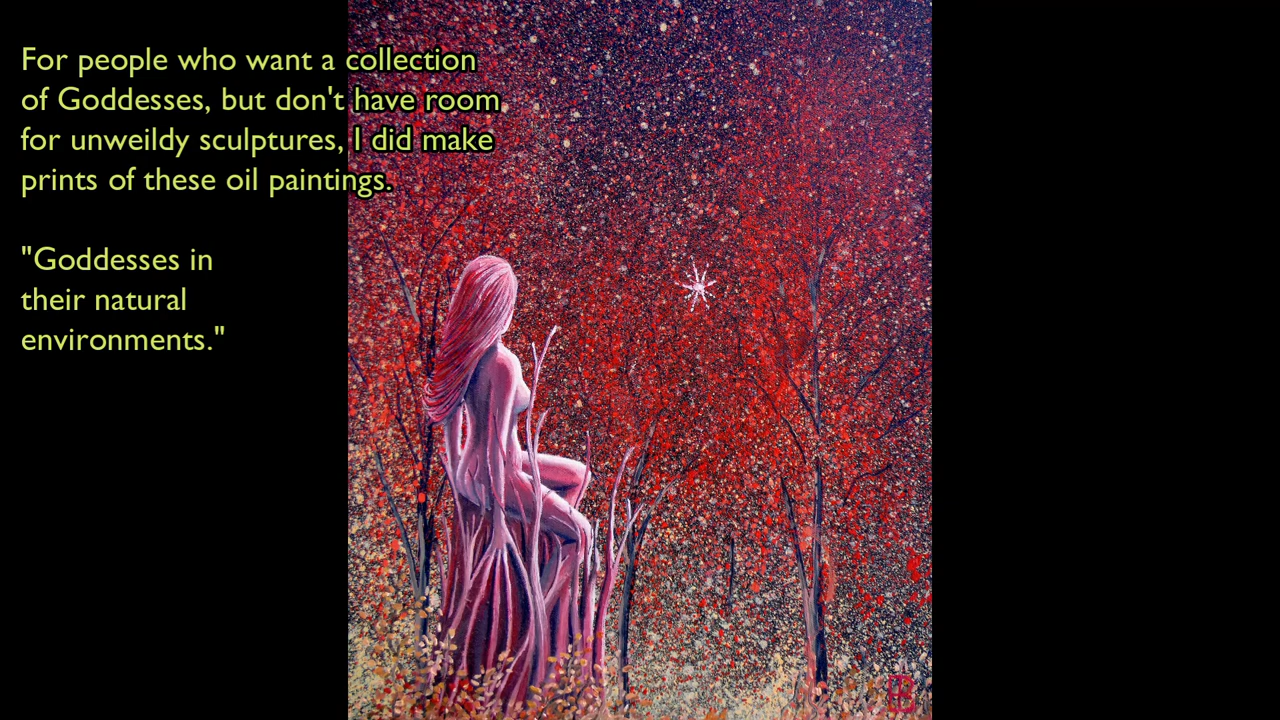 For people who want a collection
of Goddesses, but don't have room
for unweildy sculptures, I did make
prints of these oil paintings.
"Goddesses in
their natural
environments."